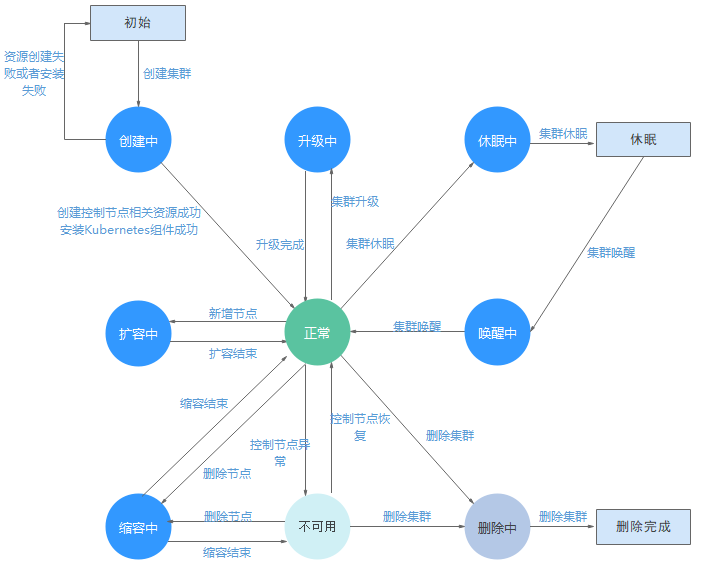 初始
资源创建失
败或者安装
失败
创建集群
创建中
升级中
休眠中
集群休眠
休眠
创建控制节点相关资源成功
安装Kubernetes组件成功
升级完成
集群升级
集群休眠
集群唤醒
扩容中
新增节点
扩容结束
正常
集群唤醒
唤醒中
缩容结束
删除节点
控制节点异
常
控制节点恢
复
删除集群
缩容中
删除节点
缩容结束
不可用
删除集群
删除中
删除集群
删除完成